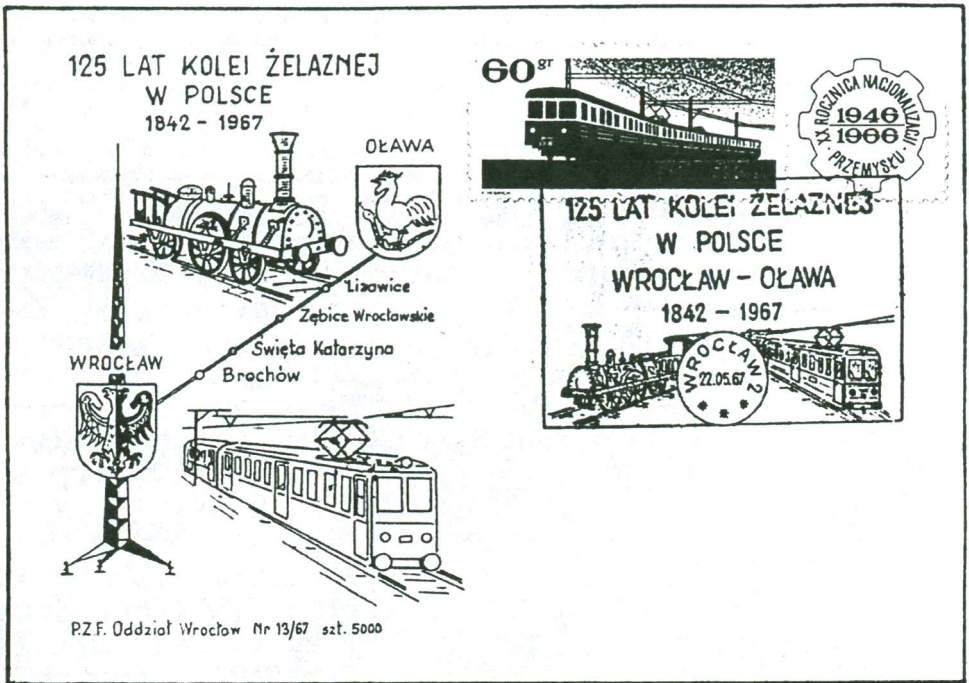 125 LAT KOLEI ŻELAZNEJ
W POLSCE
1842 - 1967
OŁAWA
Lizawice
Zębice Wrocławskie
Święta Katarzyna
Brochów
WROCŁAW
P.Z.F. Oddział Wrocław Nr 13/67 szt. 5000
60 gr
XX ROCZNICA NACJONALIZACJI
1946
1966
· PRZEMYSŁU ·
125 LAT KOLEI ŻELAZNEJ
W POLSCE
WROCŁAW - OŁAWA
1842 - 1967
WROCŁAW 2
22.05.67
* * *